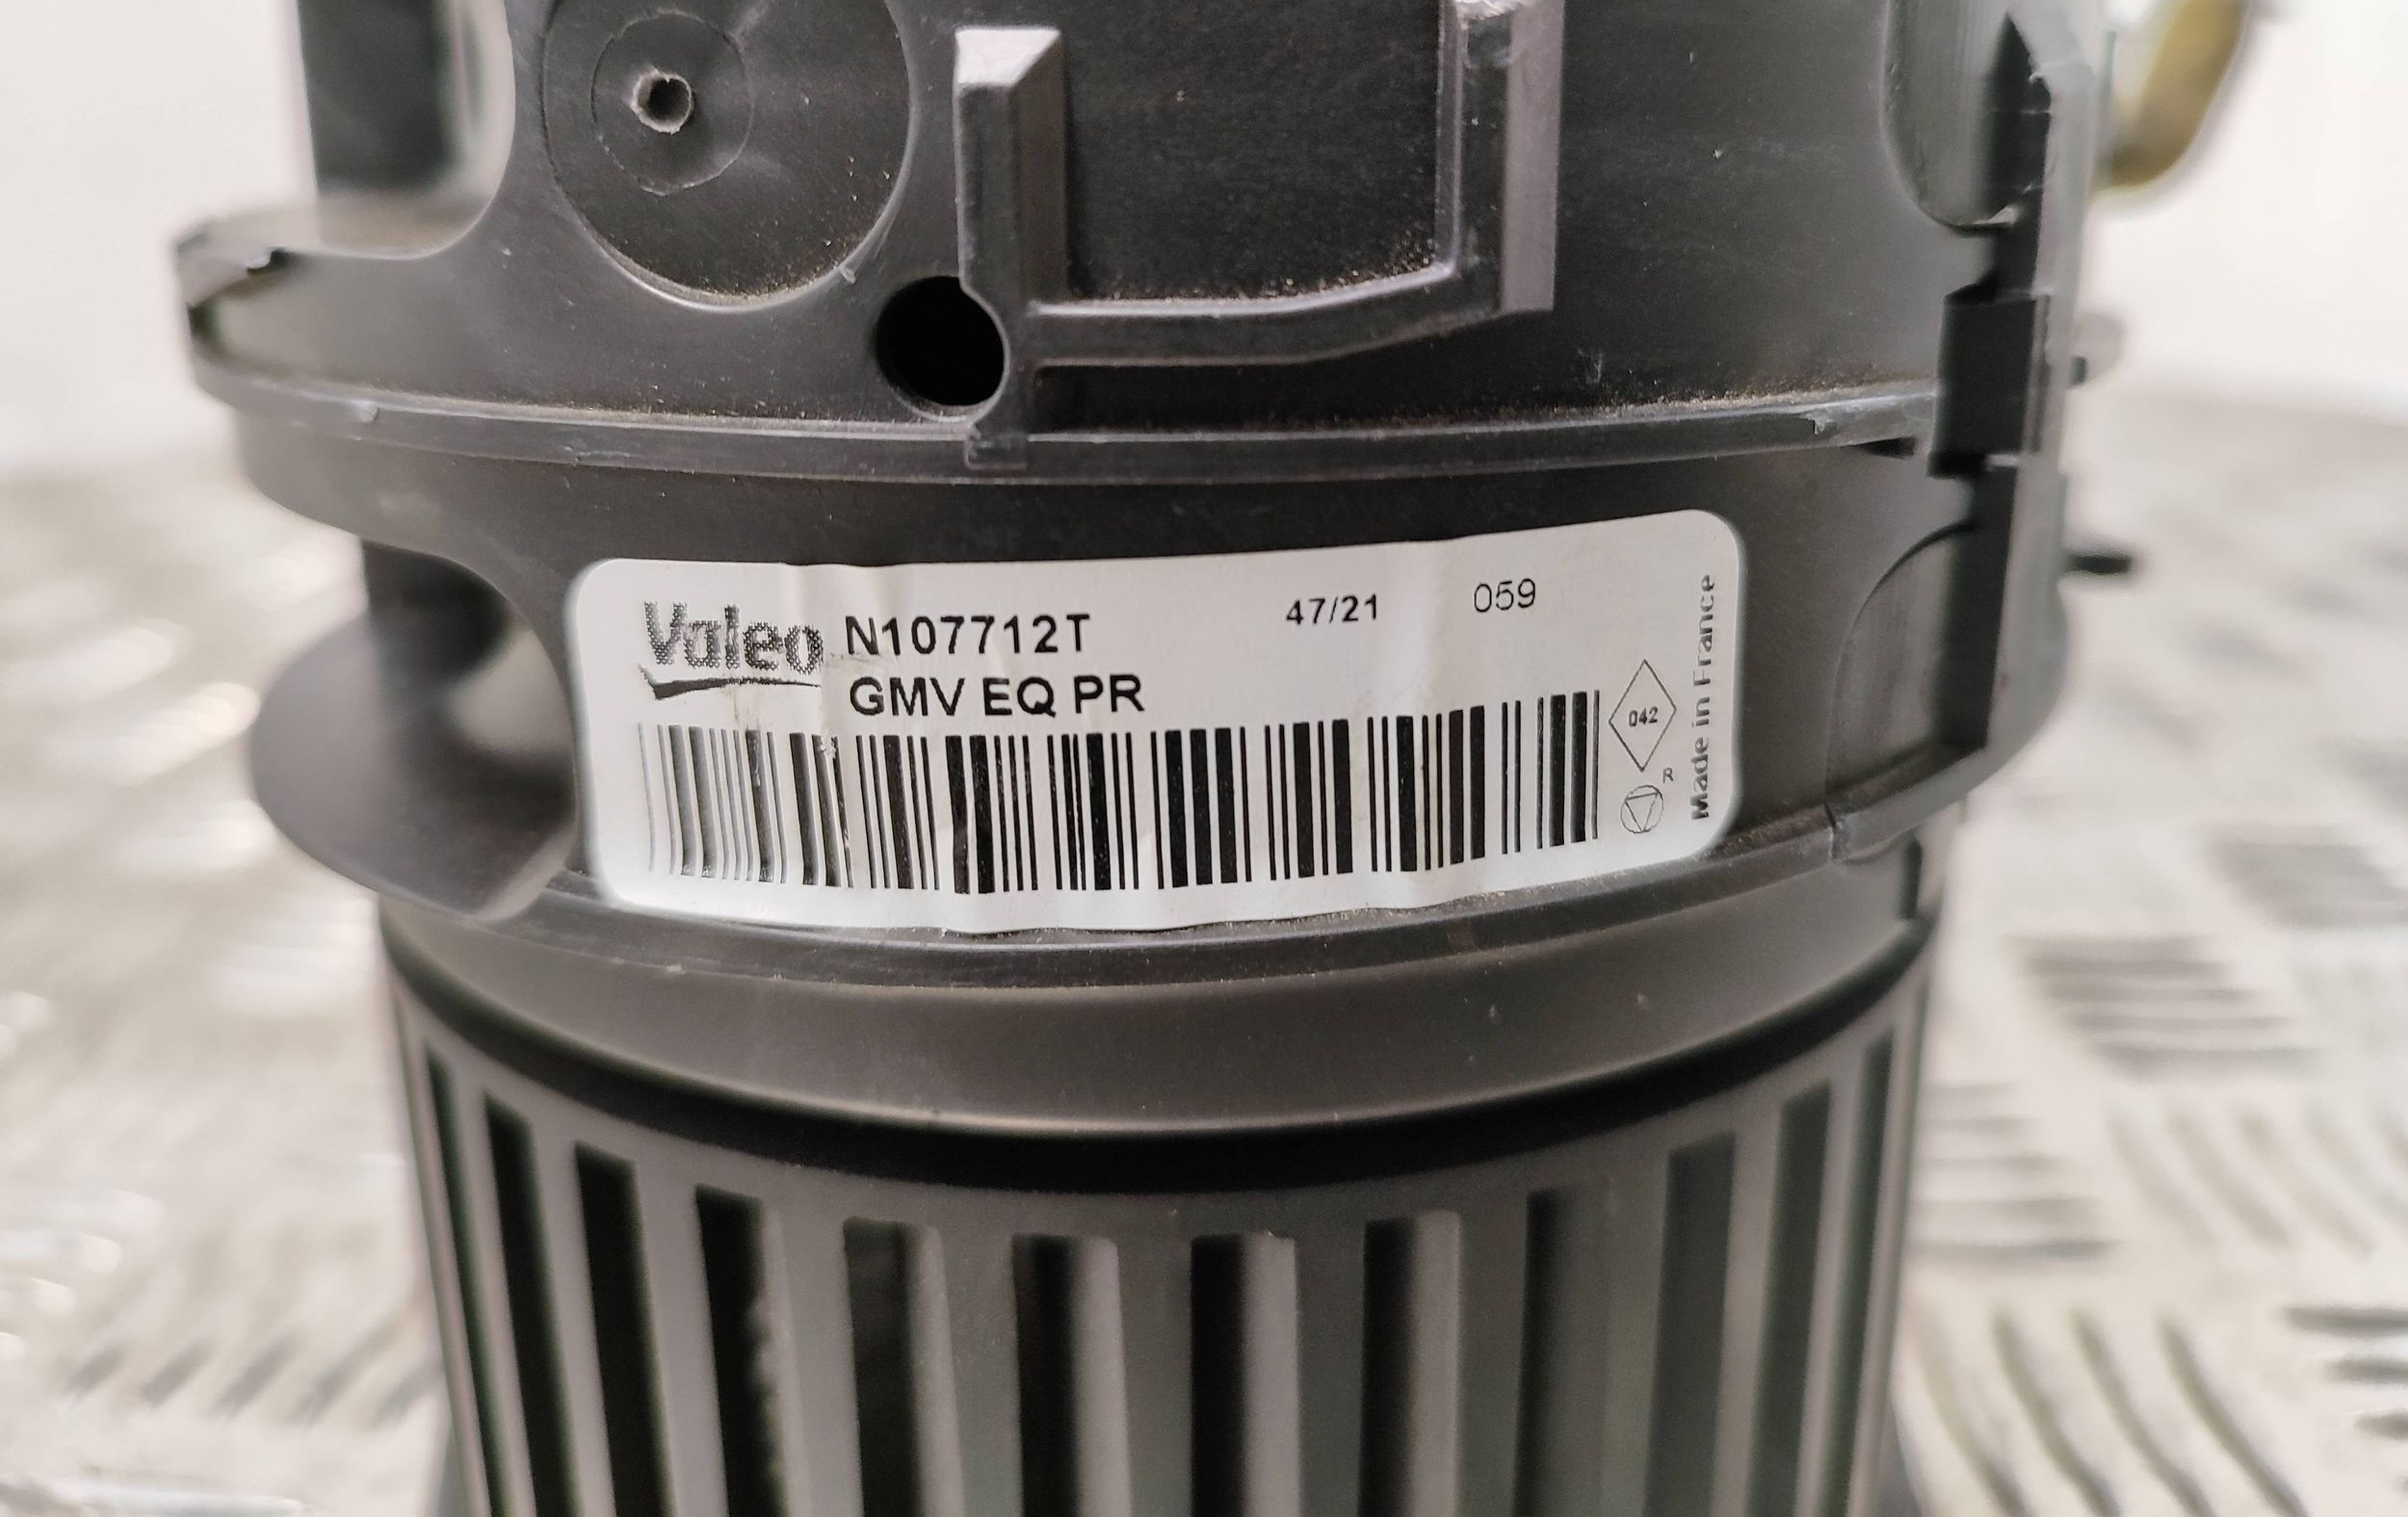 Valeo N107712T 47/21 059
GMV EQ PR
042
R
Made in France